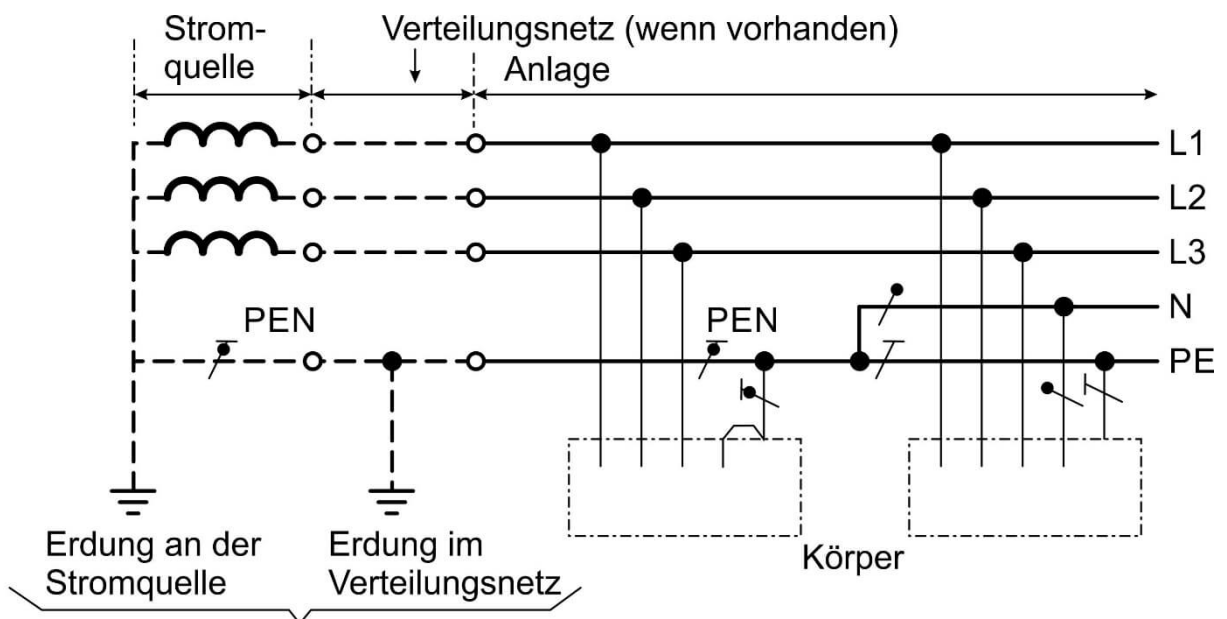 Strom-
quelle
Verteilungsnetz (wenn vorhanden)
Anlage
L1
L2
L3
N
PEN
PEN
PE
Erdung an der
Stromquelle
Erdung im
Verteilungsnetz
Körper